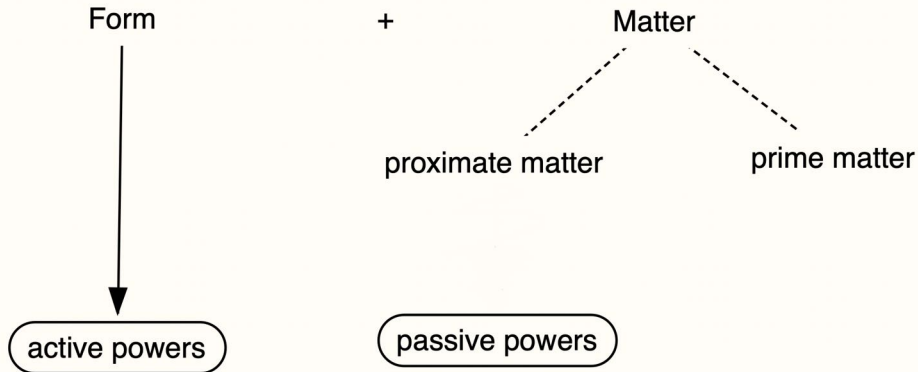 Form + Matter
proximate matter prime matter
active powers passive powers